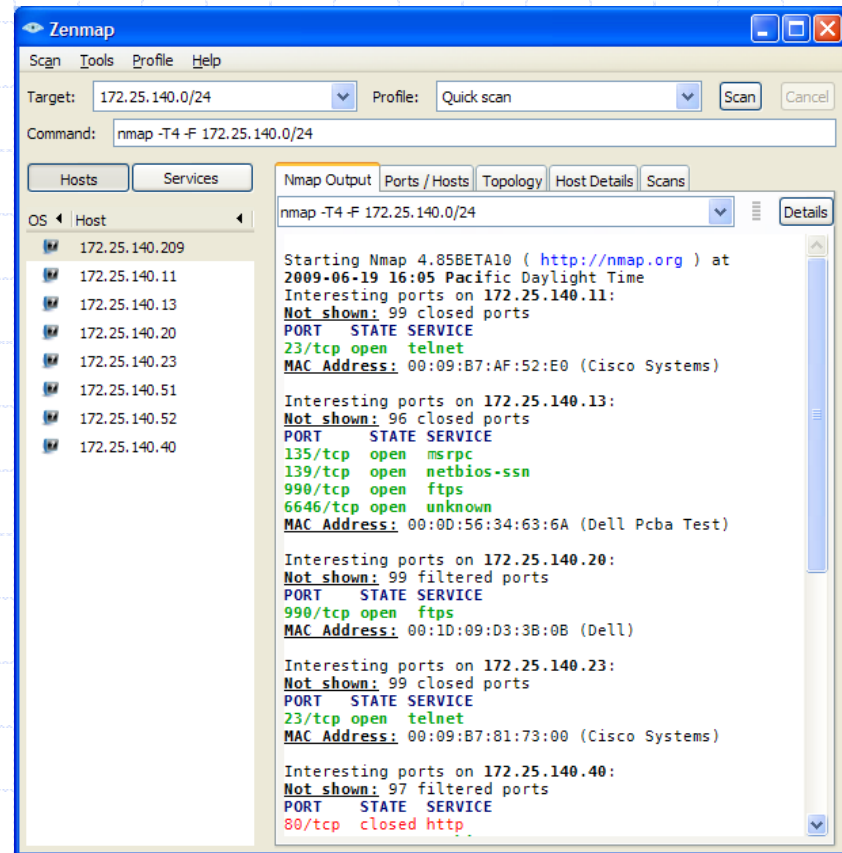 Zenmap
Scan Tools Profile Help
Target: 172.25.140.0/24 Profile: Quick scan Scan Cancel
Command: nmap -T4 -F 172.25.140.0/24
Hosts Services
OS Host
172.25.140.209
172.25.140.11
172.25.140.13
172.25.140.20
172.25.140.23
172.25.140.51
172.25.140.52
172.25.140.40
Nmap Output Ports / Hosts Topology Host Details Scans
nmap -T4 -F 172.25.140.0/24 Details
Starting Nmap 4.85BETA10 ( http://nmap.org ) at
2009-06-19 16:05 Pacific Daylight Time
Interesting ports on 172.25.140.11:
Not shown: 99 closed ports
PORT STATE SERVICE
23/tcp open telnet
MAC Address: 00:09:B7:AF:52:E0 (Cisco Systems)
Interesting ports on 172.25.140.13:
Not shown: 96 closed ports
PORT STATE SERVICE
135/tcp open msrpc
139/tcp open netbios-ssn
990/tcp open ftps
6646/tcp open unknown
MAC Address: 00:0D:56:34:63:6A (Dell Pcba Test)
Interesting ports on 172.25.140.20:
Not shown: 99 filtered ports
PORT STATE SERVICE
990/tcp open ftps
MAC Address: 00:1D:09:D3:3B:0B (Dell)
Interesting ports on 172.25.140.23:
Not shown: 99 closed ports
PORT STATE SERVICE
23/tcp open telnet
MAC Address: 00:09:B7:81:73:00 (Cisco Systems)
Interesting ports on 172.25.140.40:
Not shown: 97 filtered ports
PORT STATE SERVICE
80/tcp closed http